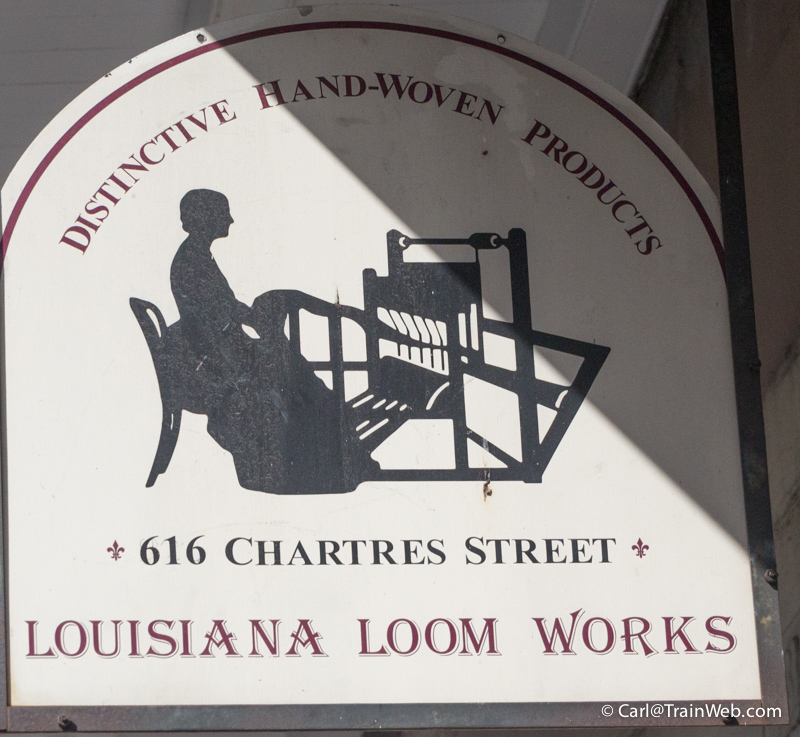 DISTINCTIVE HAND-WOVEN PRODUCTS
616 CHARTRES STREET
LOUISIANA LOOM WORKS
© Carl@TrainWeb.com